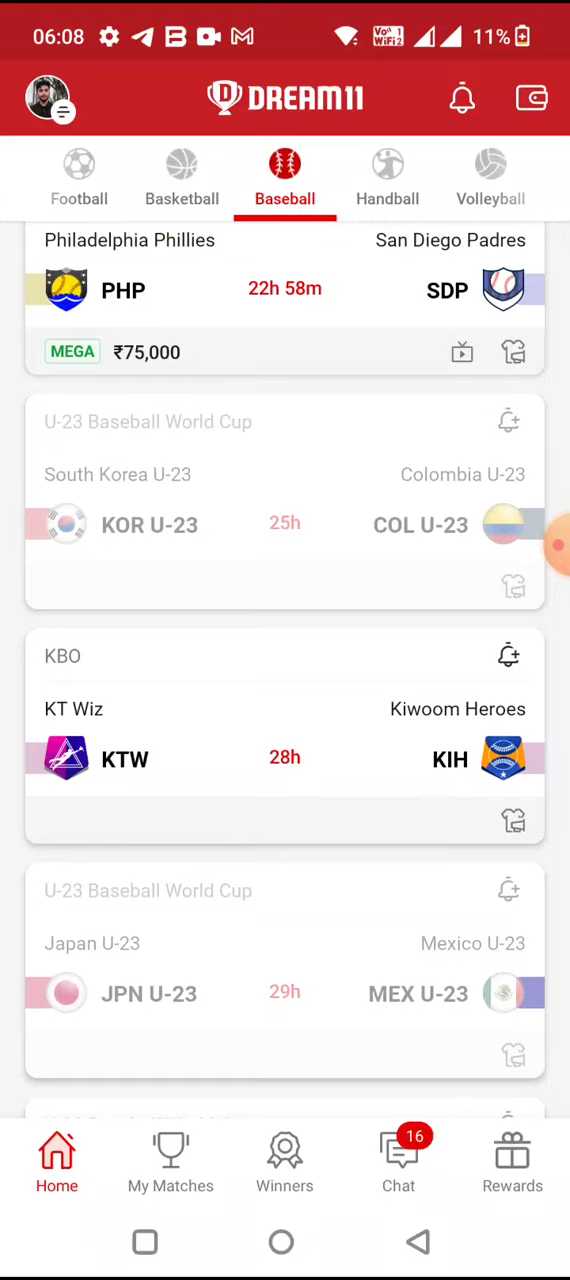 06:08 Vo)) 1 WiFi2 11%
DREAM11
Football Basketball Baseball Handball Volleyball
Philadelphia Phillies San Diego Padres
PHP 22h 58m SDP
MEGA ₹75,000
U-23 Baseball World Cup
South Korea U-23 Colombia U-23
KOR U-23 25h COL U-23
KBO
KT Wiz Kiwoom Heroes
KTW 28h KIH
U-23 Baseball World Cup
Japan U-23 Mexico U-23
JPN U-23 29h MEX U-23
16
Home My Matches Winners Chat Rewards